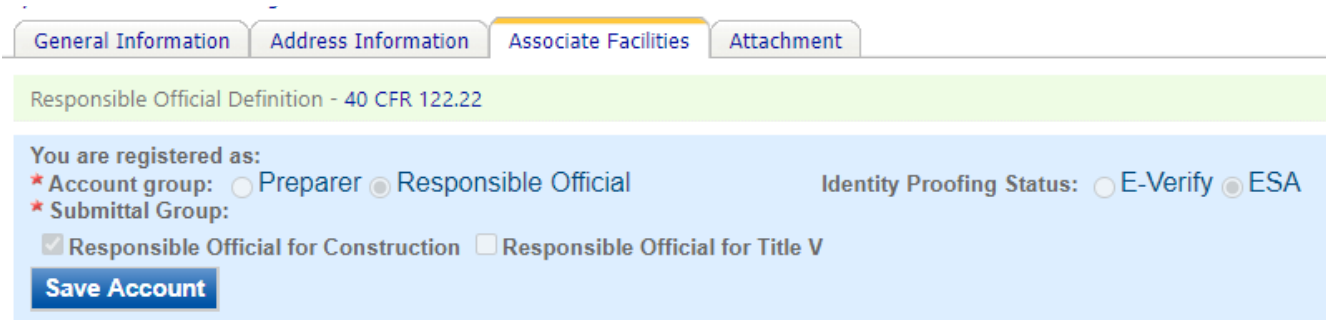 General Information Address Information Associate Facilities Attachment
Responsible Official Definition - 40 CFR 122.22
You are registered as:
* Account group: Preparer Responsible Official Identity Proofing Status: E-Verify ESA
* Submittal Group:
Responsible Official for Construction Responsible Official for Title V
Save Account